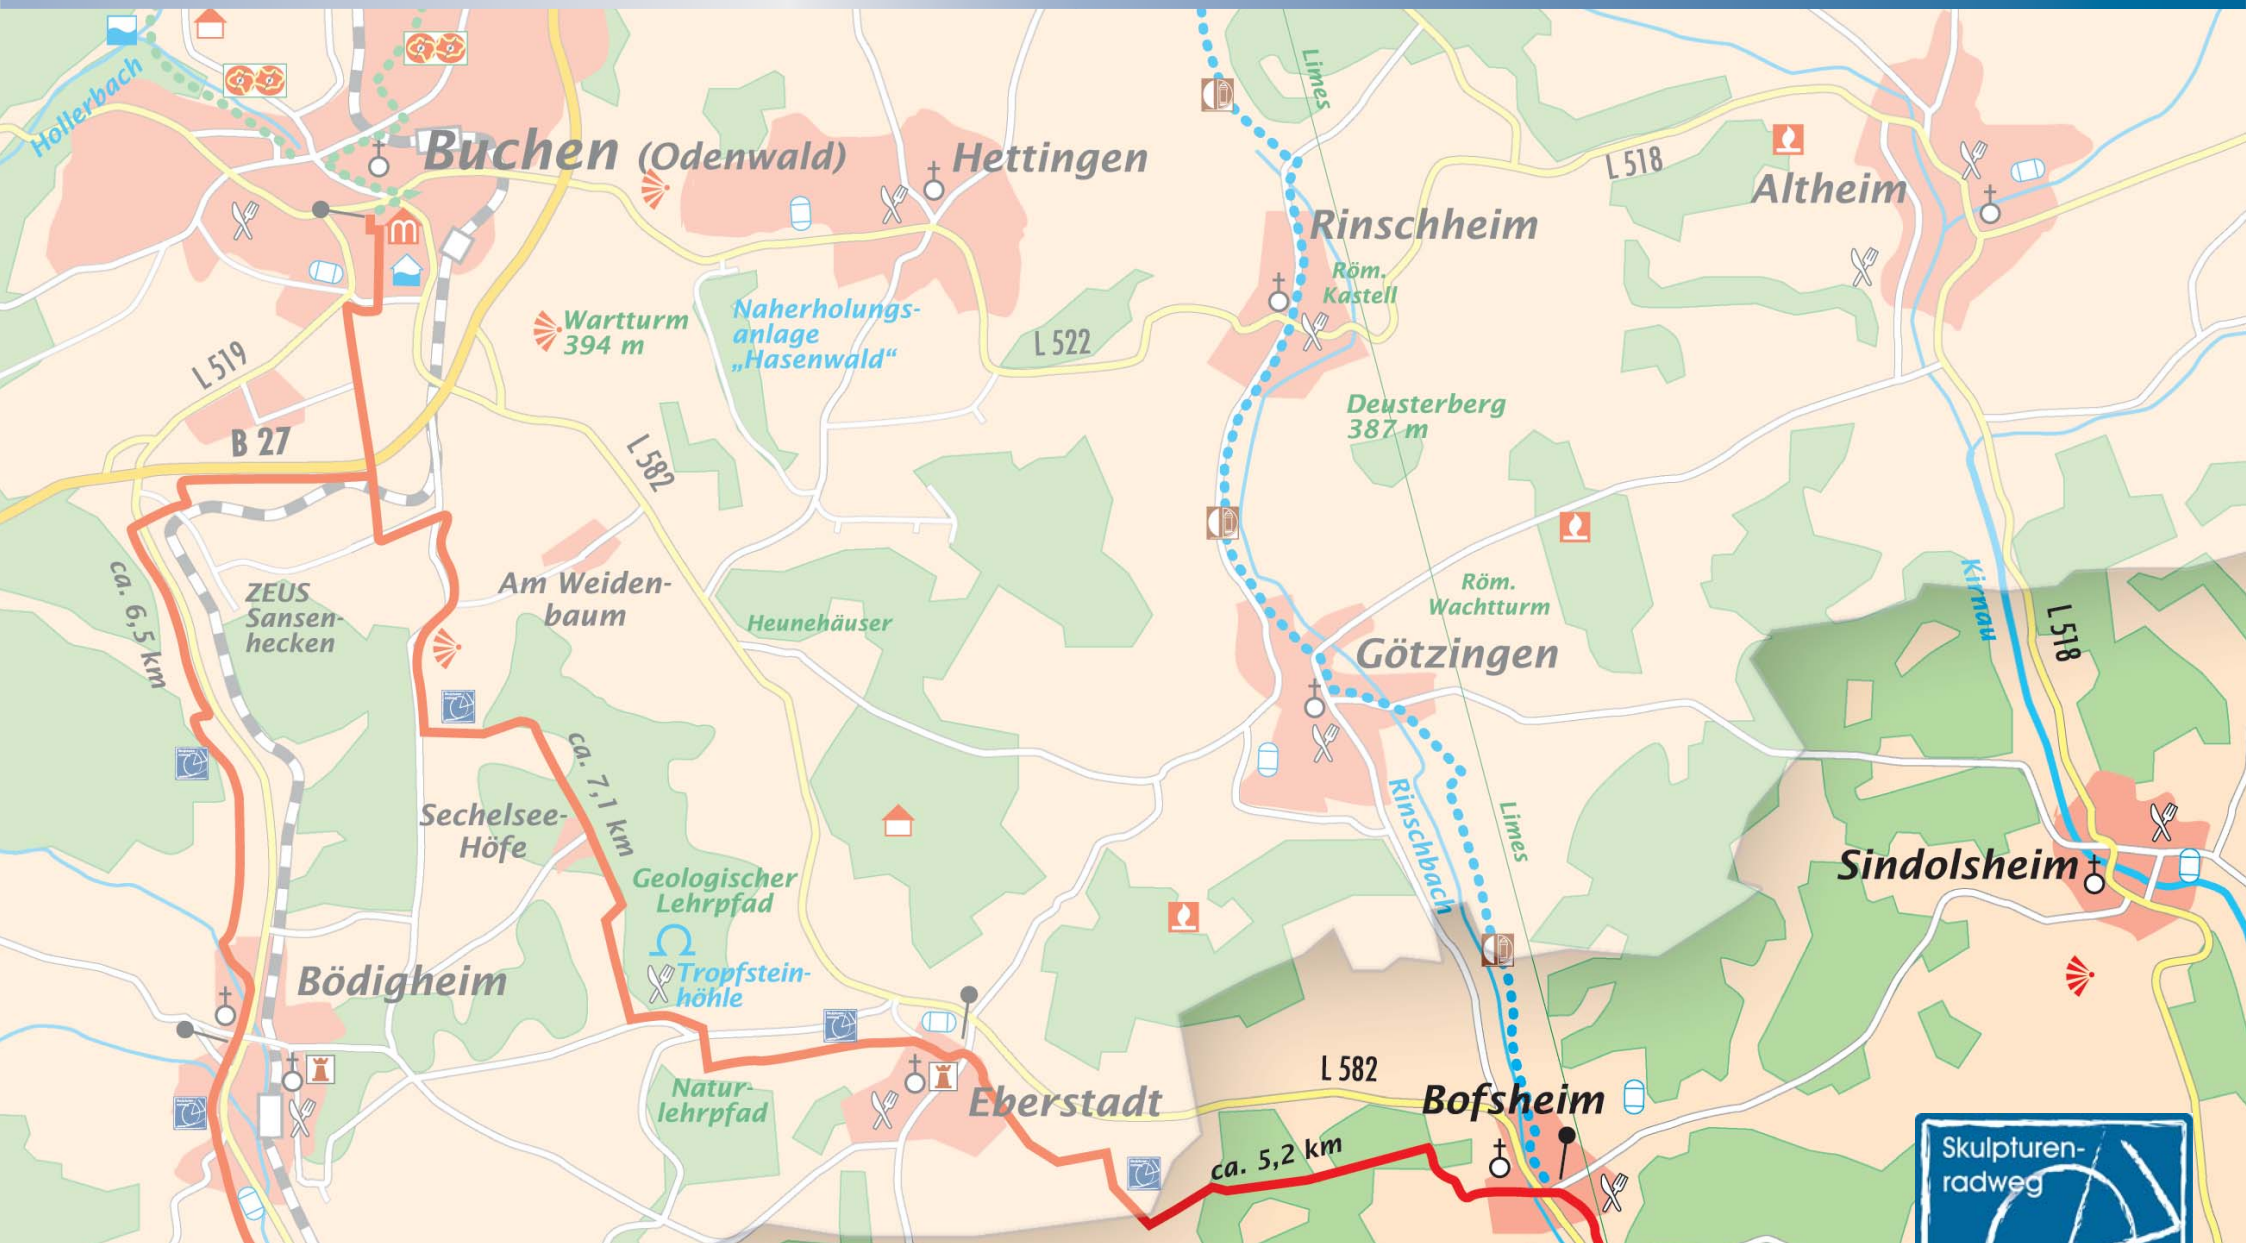 Hollerbach
Buchen (Odenwald)
Hettingen
Limes
L 518
Altheim
Rinschheim
Röm.
Kastell
Wartturm
394 m
Naherholungs-
anlage
„Hasenwald“
L 522
L 519
B 27
L 582
Deusterberg
387 m
ca. 6,5 km
ZEUS
Sansen-
hecken
Am Weiden-
baum
Heunehäuser
Röm.
Wachtturm
Götzingen
Kirnau
L 518
Sechelsee-
Höfe
ca. 7,1 km
Geologischer
Lehrpfad
Tropfstein-
höhle
Rinschbach
Limes
Sindolsheim
Bödigheim
Natur-
lehrpfad
Eberstadt
L 582
Bofsheim
ca. 5,2 km
Skulpturen-
radweg